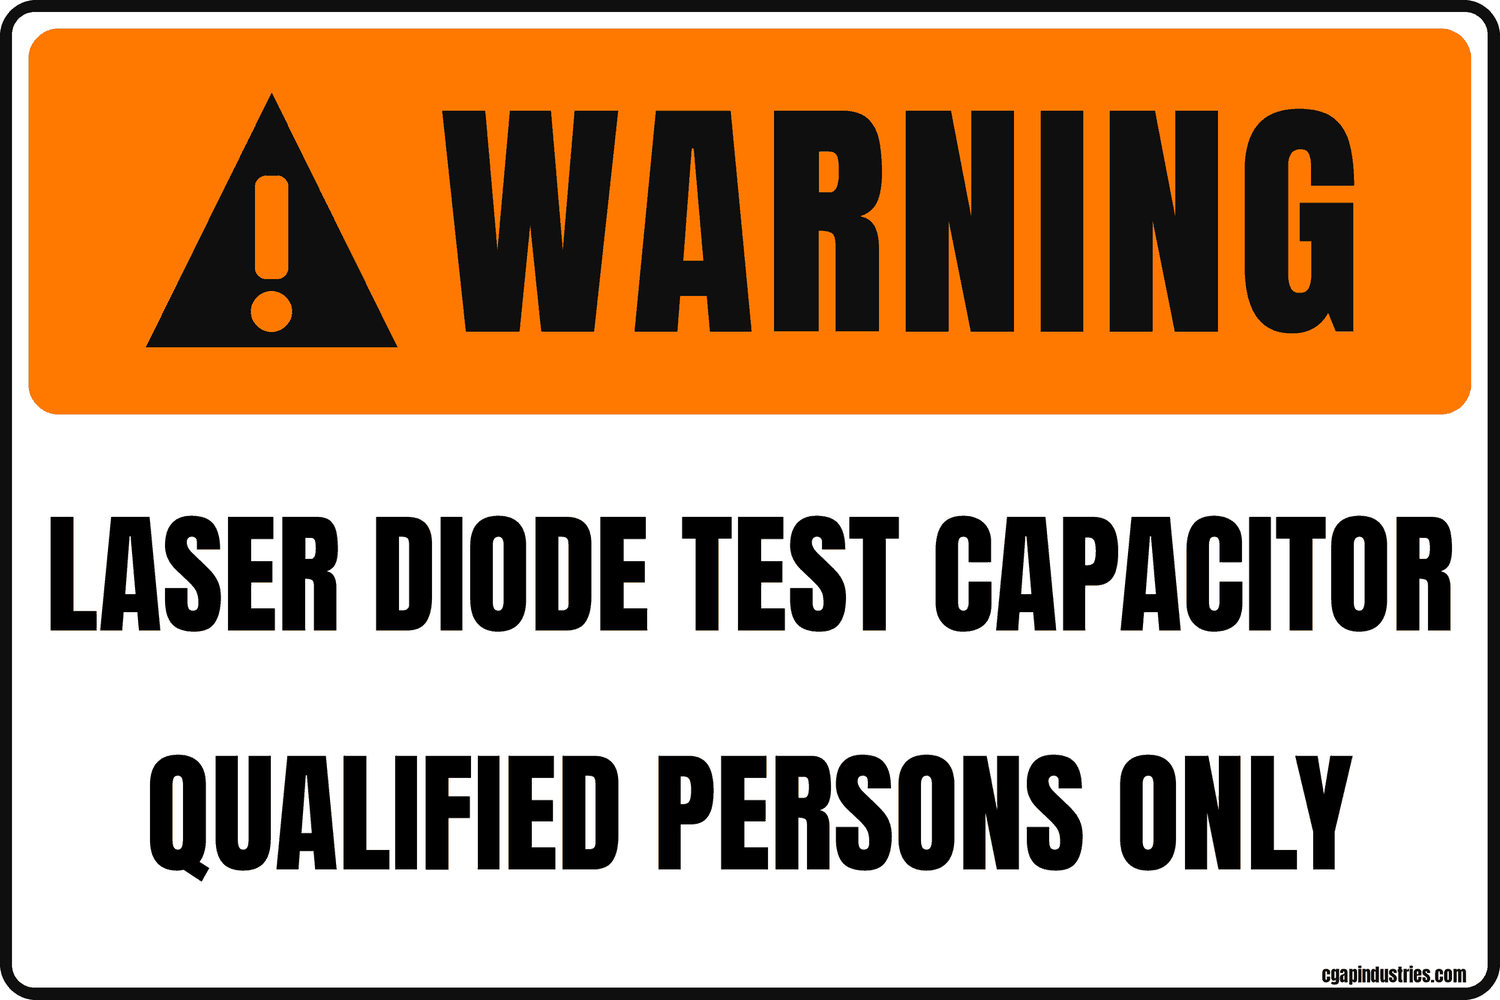 WARNING
LASER DIODE TEST CAPACITOR
QUALIFIED PERSONS ONLY
cgapindustries.com